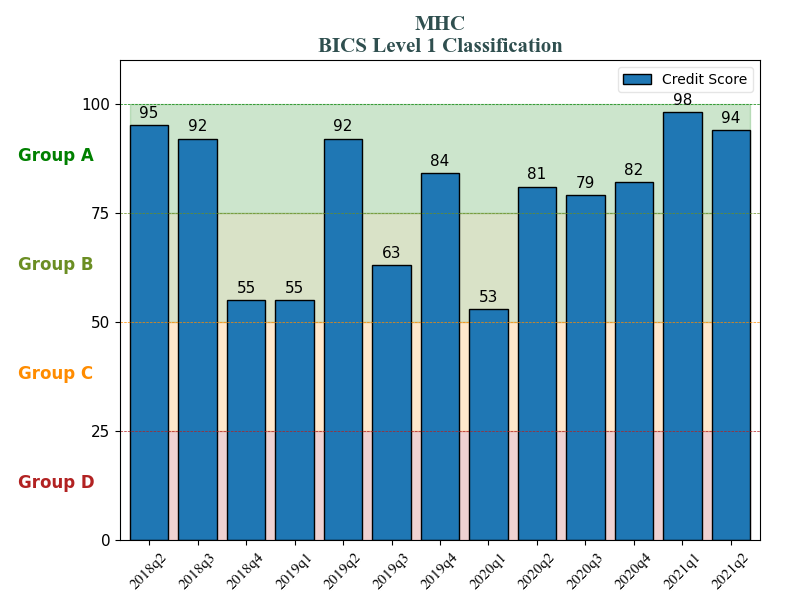 MHC
BICS Level 1 Classification
Credit Score
100
75
50
25
0
Group A
Group B
Group C
Group D
95
92
55
55
92
63
84
53
81
79
82
98
94
2018q2
2018q3
2018q4
2019q1
2019q2
2019q3
2019q4
2020q1
2020q2
2020q3
2020q4
2021q1
2021q2